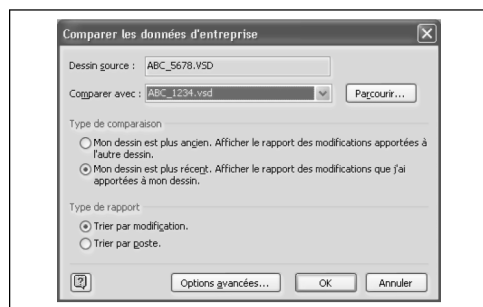 Comparer les données d'entreprise
Dessin source : ABC_5678.VSD
Comparer avec : ABC_1234.vsd Parcourir...
Type de comparaison
Mon dessin est plus ancien. Afficher le rapport des modifications apportées à
l'autre dessin.
Mon dessin est plus récent. Afficher le rapport des modifications que j'ai
apportées à mon dessin.
Type de rapport
Trier par modification.
Trier par poste.
Options avancées... OK Annuler